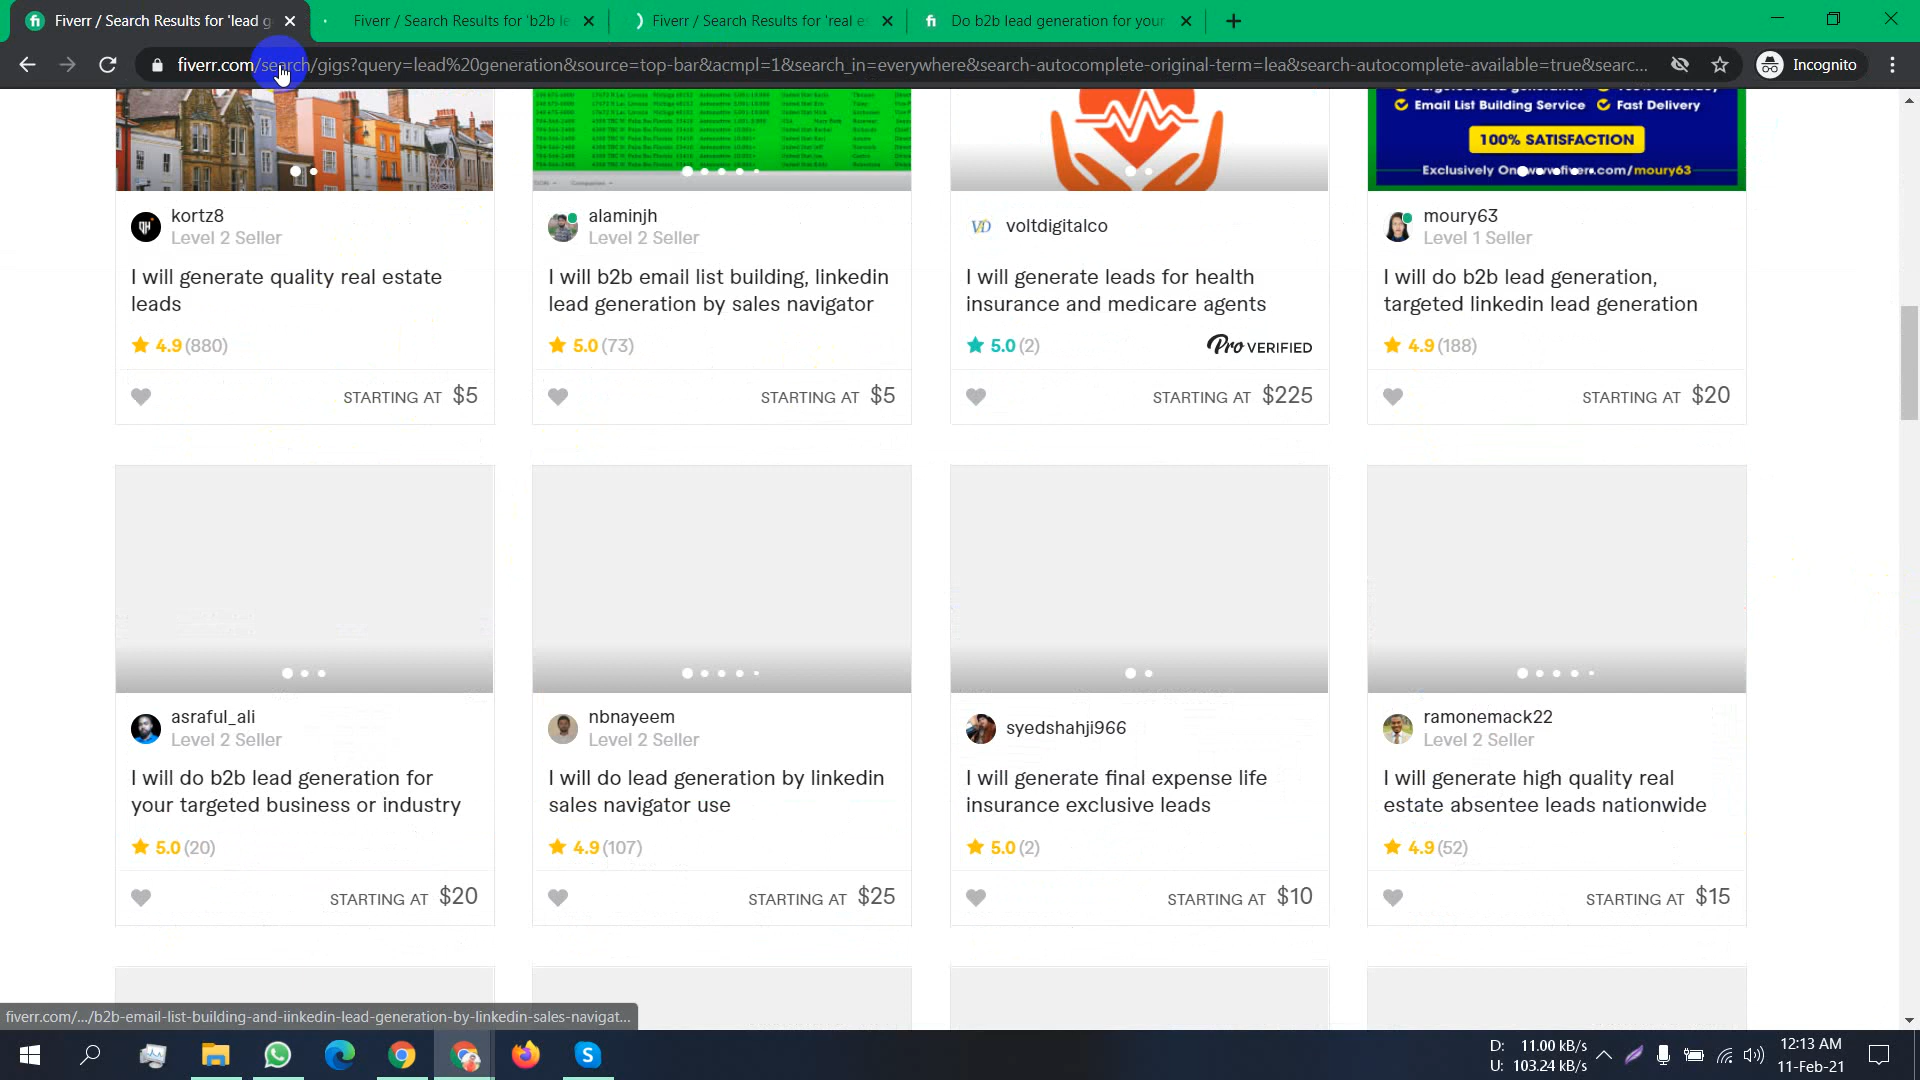 Fiverr / Search Results for 'lead g
Fiverr / Search Results for 'b2b le
Fiverr / Search Results for 'real e
Do b2b lead generation for your
fiverr.com/search/gigs?query=lead%20generation&source=top-bar&acmpl=1&search_in=everywhere&search-autocomplete-original-term=lea&search-autocomplete-available=true&searc...
Incognito
Email List Building Service
Fast Delivery
100% SATISFACTION
Exclusively On
.com/moury63
kortz8
Level 2 Seller
I will generate quality real estate
leads
4.9 (880)
STARTING AT $5
alaminjh
Level 2 Seller
I will b2b email list building, linkedin
lead generation by sales navigator
5.0 (73)
STARTING AT $5
VD
voltdigitalco
I will generate leads for health
insurance and medicare agents
5.0 (2)
Pro VERIFIED
STARTING AT $225
moury63
Level 1 Seller
I will do b2b lead generation,
targeted linkedin lead generation
4.9 (188)
STARTING AT $20
asraful_ali
Level 2 Seller
I will do b2b lead generation for
your targeted business or industry
5.0 (20)
STARTING AT $20
nbnayeem
Level 2 Seller
I will do lead generation by linkedin
sales navigator use
4.9 (107)
STARTING AT $25
syedshahji966
I will generate final expense life
insurance exclusive leads
5.0 (2)
STARTING AT $10
ramonemack22
Level 2 Seller
I will generate high quality real
estate absentee leads nationwide
4.9 (52)
STARTING AT $15
fiverr.com/.../b2b-email-list-building-and-iinkedin-lead-generation-by-linkedin-sales-navigat...
D: 11.00 kB/s
U: 103.24 kB/s
12:13 AM
11-Feb-21